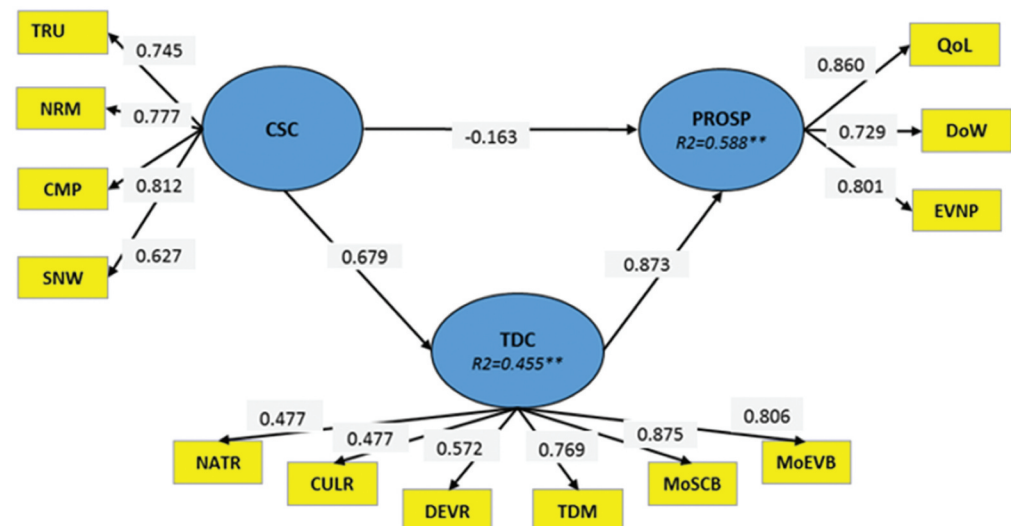 TRU
0.745
QoL
0.860
NRM
0.777
CSC
-0.163
PROSP
R2=0.588**
0.729
DoW
CMP
0.812
0.801
EVNP
SNW
0.627
0.679
0.873
TDC
R2=0.455**
0.477
0.477
0.572
0.769
0.875
0.806
NATR
CULR
DEVR
TDM
MoSCB
MoEVB